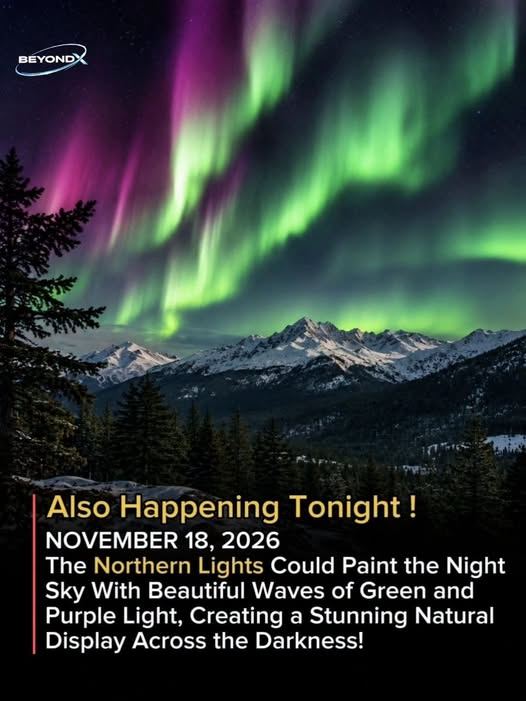 BEYONDX
Also Happening Tonight !
NOVEMBER 18, 2026
The Northern Lights Could Paint the Night
Sky With Beautiful Waves of Green and
Purple Light, Creating a Stunning Natural
Display Across the Darkness!